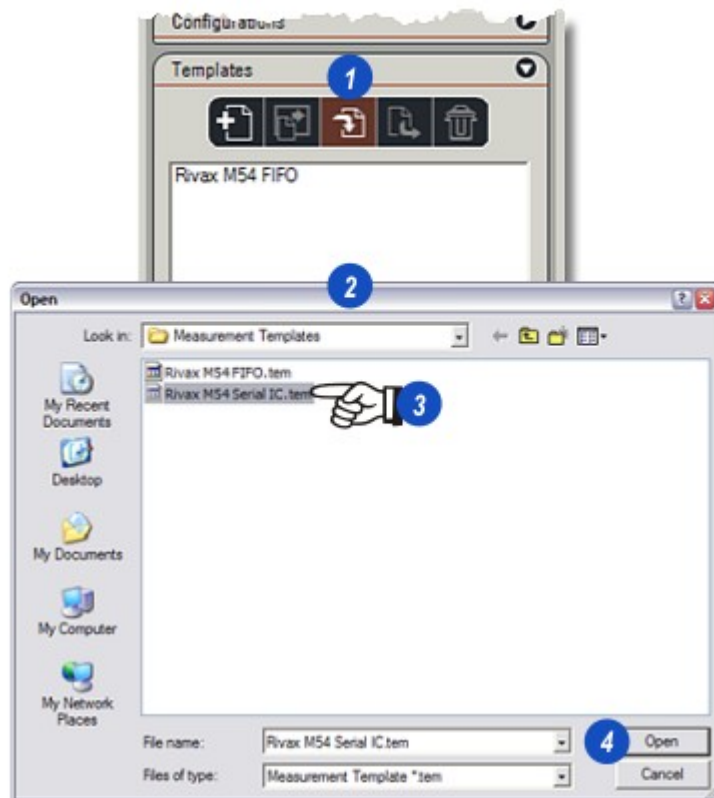 Configurations
Templates
1
Rivax M54 FIFO
2
Open
Look in:
Measurement Templates
Rivax M54 FIFO.tem
Rivax M54 Serial IC.tem
3
My Recent
Documents
Desktop
My Documents
My Computer
My Network
Places
File name:
Rivax M54 Serial IC.tem
4
Open
Files of type:
Measurement Template *.tem
Cancel